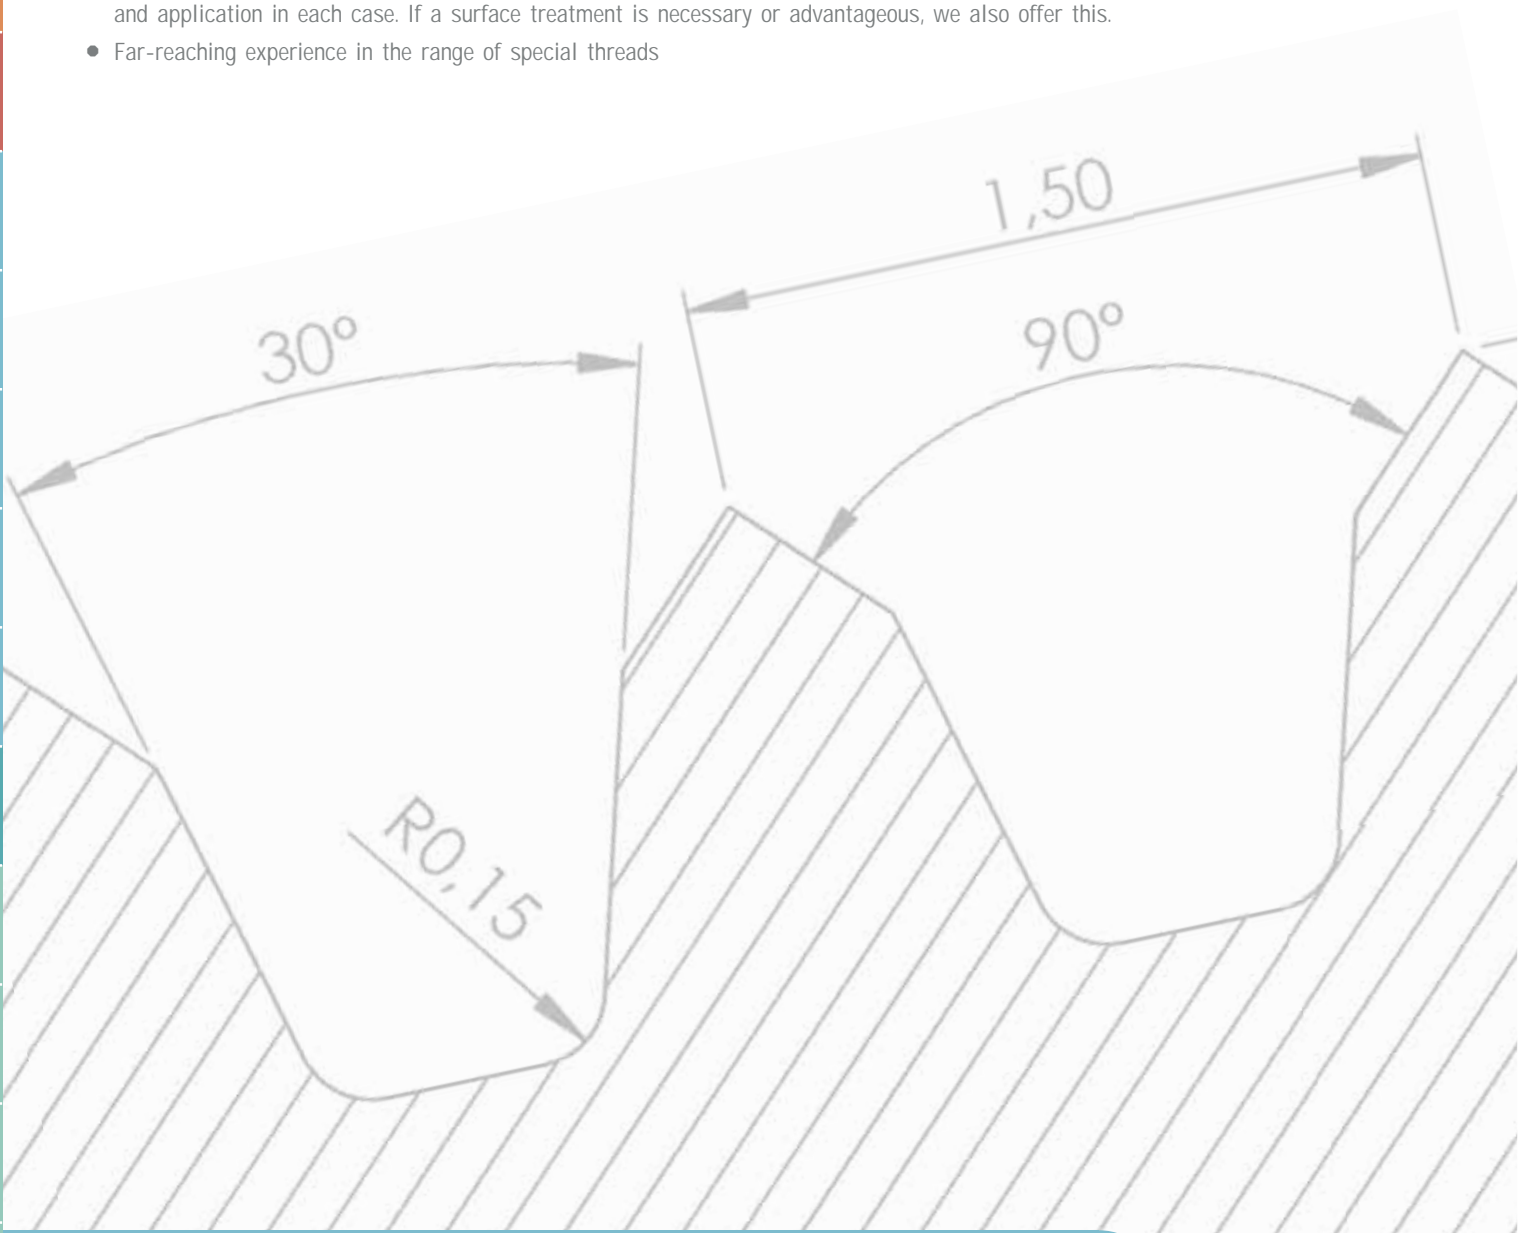 and application in each case. If a surface treatment is necessary or advantageous, we also offer this.
● Far-reaching experience in the range of special threads
1,50
30°
90°
R0,15